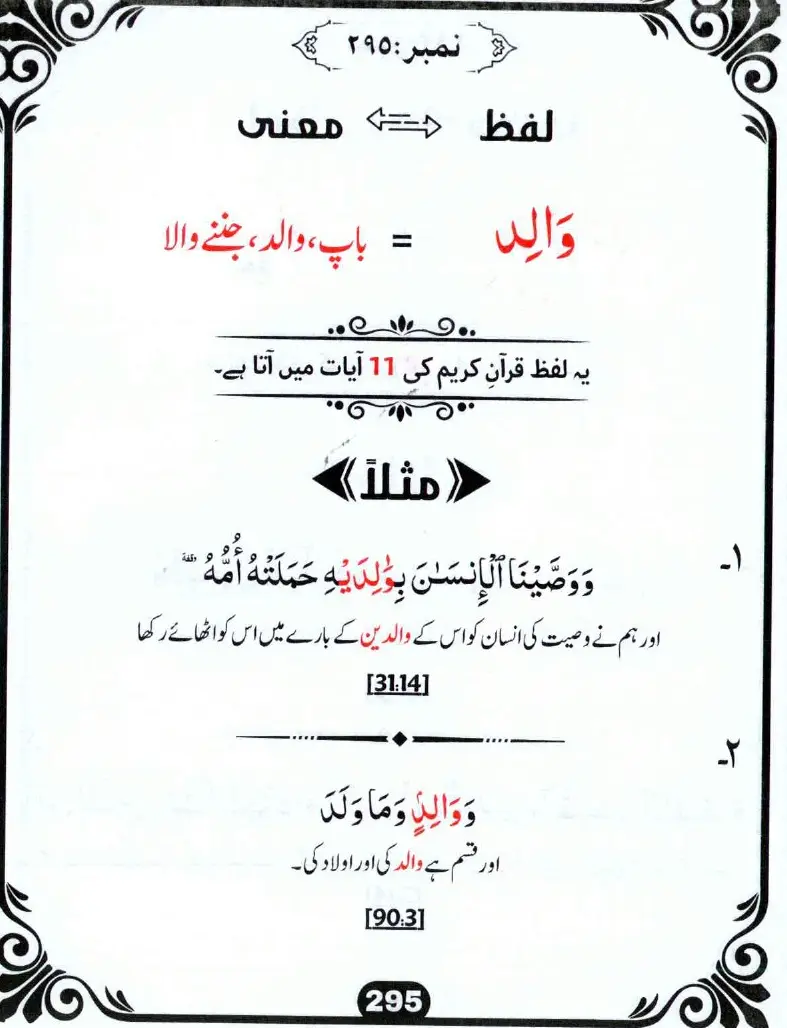 نمبر:۲۹۵
لفظ معنی
وَالِد = باپ، والد، جننے والا
یہ لفظ قرآنِ کریم کی 11 آیات میں آتا ہے۔
مثلاً
۱۔
وَوَصَّيْنَا ٱلْإِنسَـٰنَ بِوَٰلِدَيْهِ حَمَلَتْهُ أُمُّهُۥ وقفة
اور ہم نے وصیت کی انسان کو اس کے والدین کے بارے میں اس کو اٹھائے رکھا
[31:14]
۲۔
وَوَالِدٍ وَمَا وَلَدَ
اور قسم ہے والد کی اور اولاد کی۔
[90:3]
295